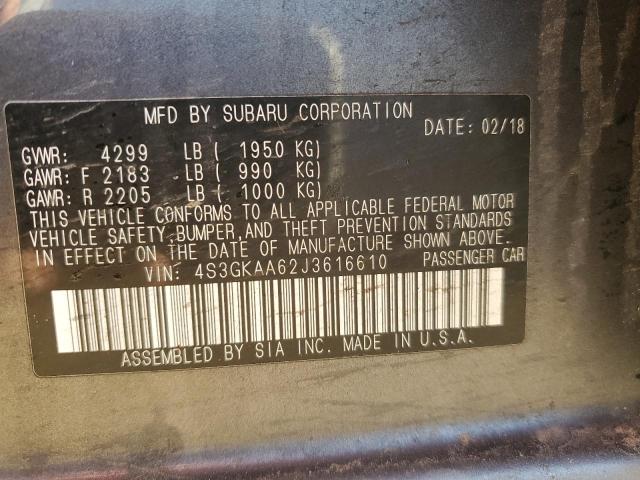 MFD BY SUBARU CORPORATION
DATE: 02/18
GVWR: 4299 LB ( 1950 KG)
GAWR: F 2183 LB ( 990 KG)
GAWR: R 2205 LB ( 1000 KG)
THIS VEHICLE CONFORMS TO ALL APPLICABLE FEDERAL MOTOR
VEHICLE SAFETY,BUMPER,AND THEFT PREVENTION STANDARDS
IN EFFECT ON THE DATE OF MANUFACTURE SHOWN ABOVE.
VIN: 4S3GKAA62J3616610 PASSENGER CAR
ASSEMBLED BY SIA INC. MADE IN U.S.A.